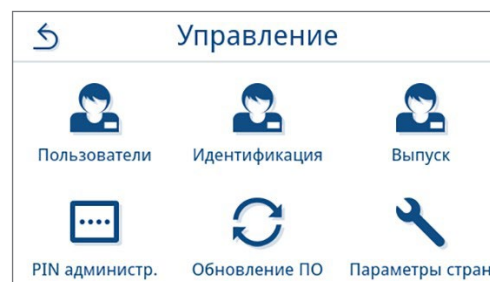 Управление
Пользователи
Идентификация
Выпуск
PIN администр.
Обновление ПО
Параметры стран